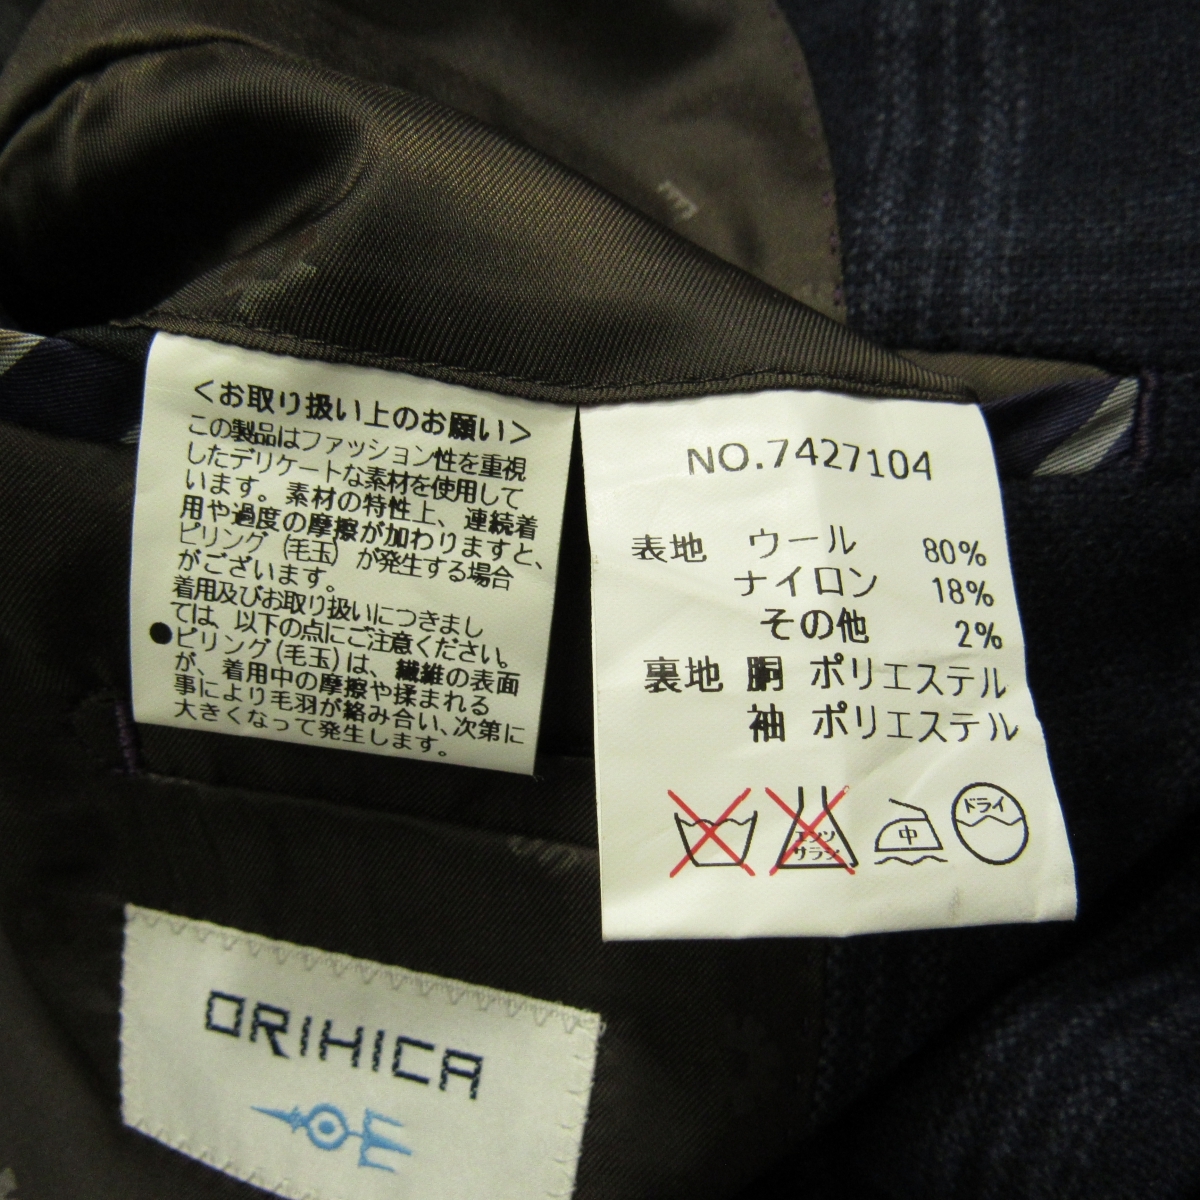 <お取り扱い上のお願い>
この製品はファッション性を重視
したデリケートな素材を使用して
います。素材の特性上、連続着
用や過度の摩擦が加わりますと、
ピリング（毛玉）が発生する場合
がございます。
着用及びお取り扱いにつきまし
ては、以下の点にご注意ください。
●ピリング（毛玉）は、繊維の表面
が、着用中の摩擦や揉まれる
事により毛羽が絡み合い、次第に
大きくなって発生します。
NO.7427104
表地 ウール 80%
ナイロン 18%
その他 2%
裏地 胴 ポリエステル
袖 ポリエステル
エンソ
サラシ
中
ドライ
ORIHICA